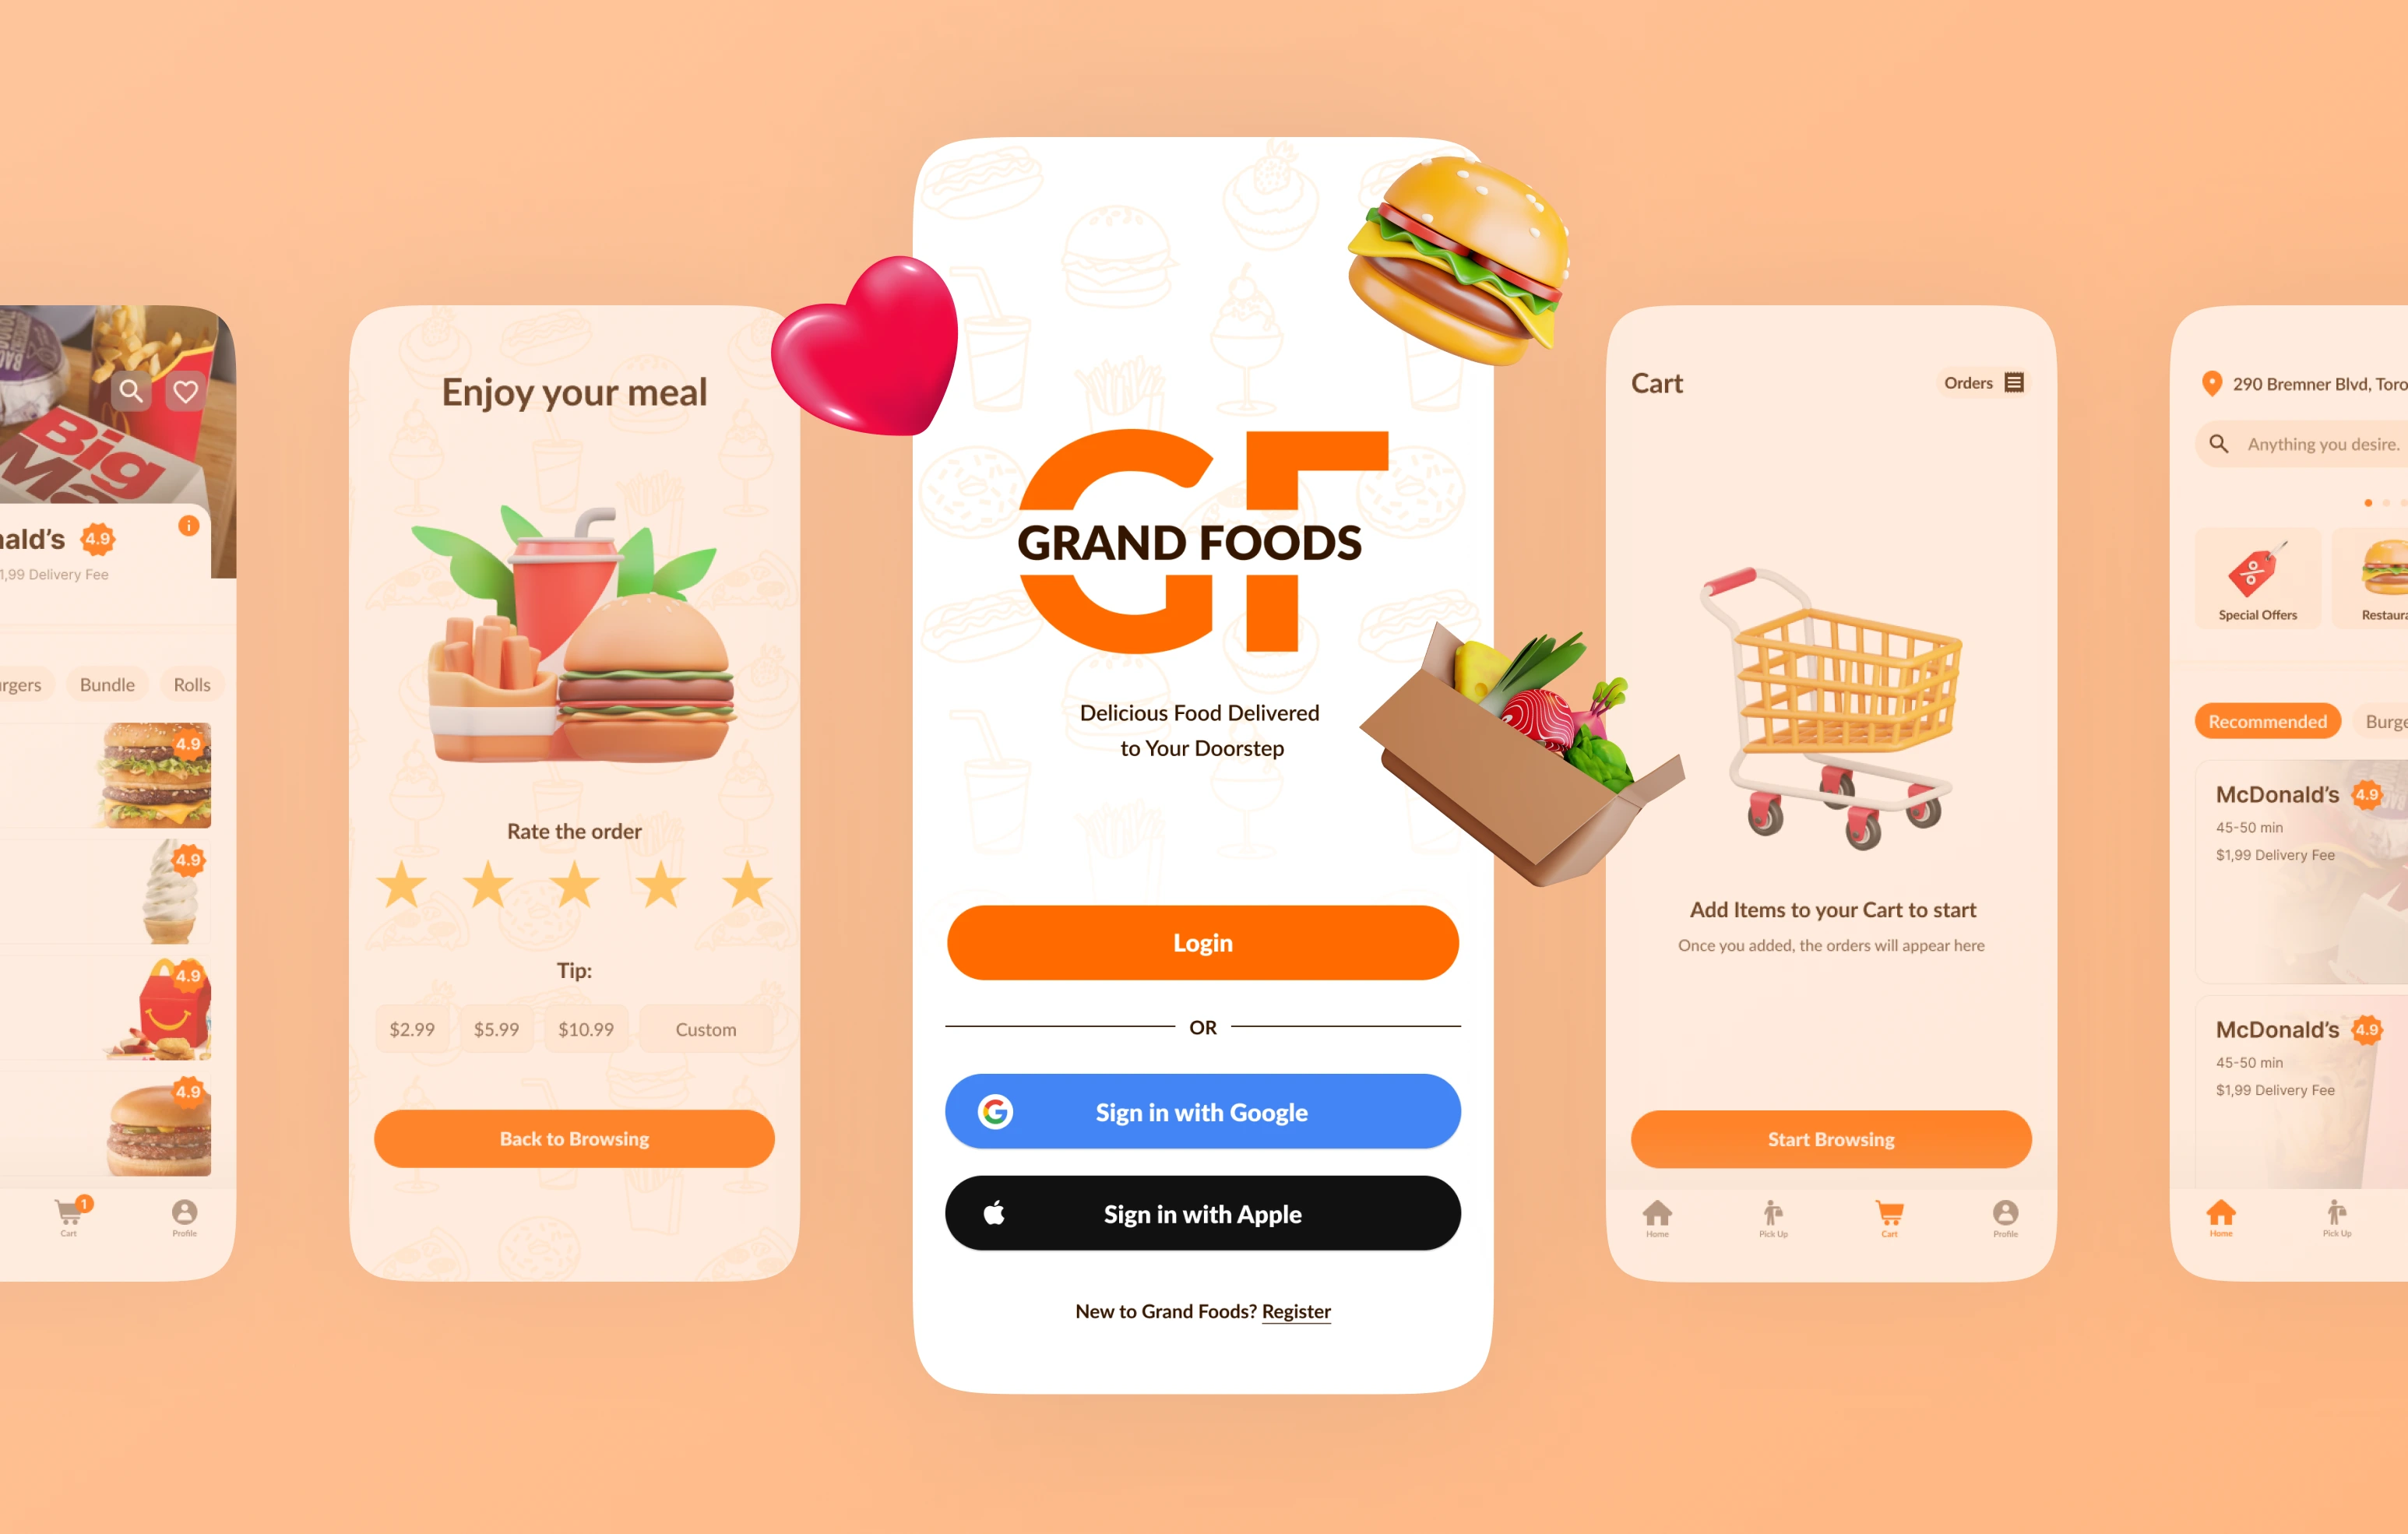 Big
nald's 4.9
1,99 Delivery Fee
Bundle
Rolls
4.9
4.9
4.9
4.9
1
Cart
Profile
Enjoy your meal
Rate the order
Tip:
$2.99
$5.99
$10.99
Custom
Back to Browsing
GF
GRAND FOODS
Delicious Food Delivered
to Your Doorstep
Login
OR
Sign in with Google
Sign in with Apple
New to Grand Foods? Register
Cart
Orders
Add Items to your Cart to start
Once you added, the orders will appear here
Start Browsing
Home
Pick Up
Cart
Profile
290 Bremner Blvd, Toro
Anything you desire.
Special Offers
Restaura
Recommended
Burge
McDonald's 4.9
45-50 min
$1,99 Delivery Fee
McDonald's 4.9
45-50 min
$1,99 Delivery Fee
Home
Pick Up